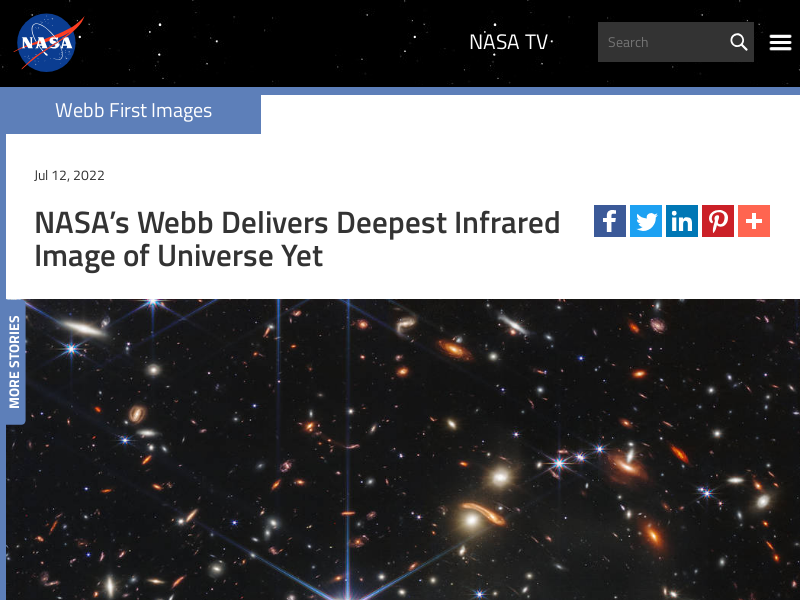 NASA
NASA TV
Search
Webb First Images
Jul 12, 2022
NASA’s Webb Delivers Deepest Infrared
Image of Universe Yet
MORE STORIES